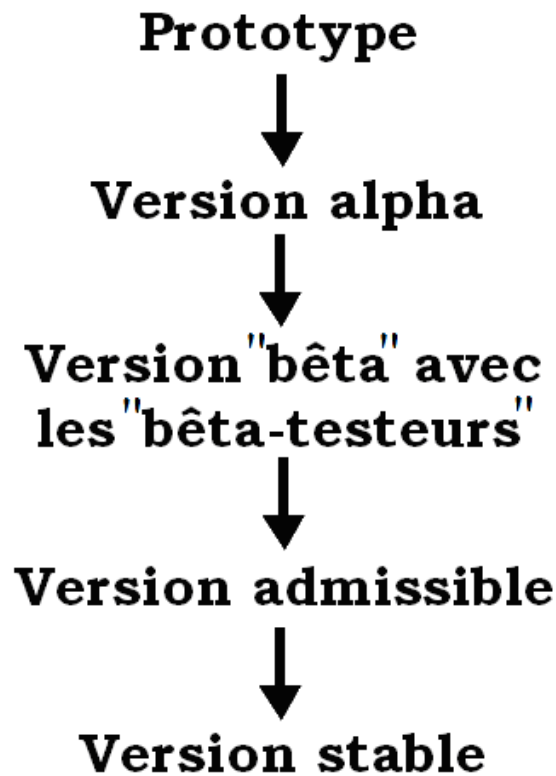 Prototype
Version alpha
Version "bêta" avec
les "bêta-testeurs"
Version admissible
Version stable